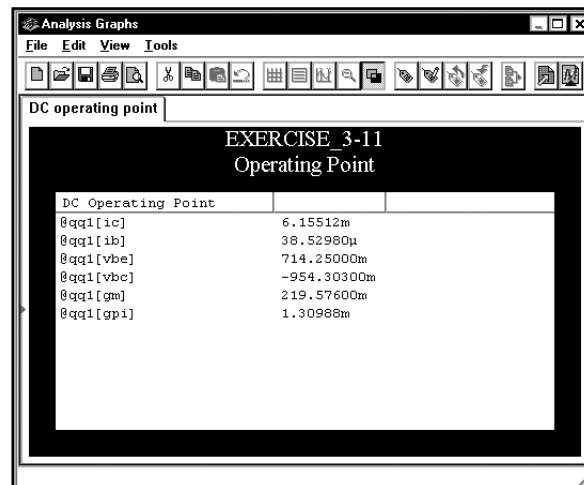 Analysis Graphs
File Edit View Tools
DC operating point
EXERCISE_3-11
Operating Point
DC Operating Point
@qq1[ic] 6.15512m
@qq1[ib] 38.52980µ
@qq1[vbe] 714.25000m
@qq1[vbc] -954.30300m
@qq1[gm] 219.57600m
@qq1[gpi] 1.30988m